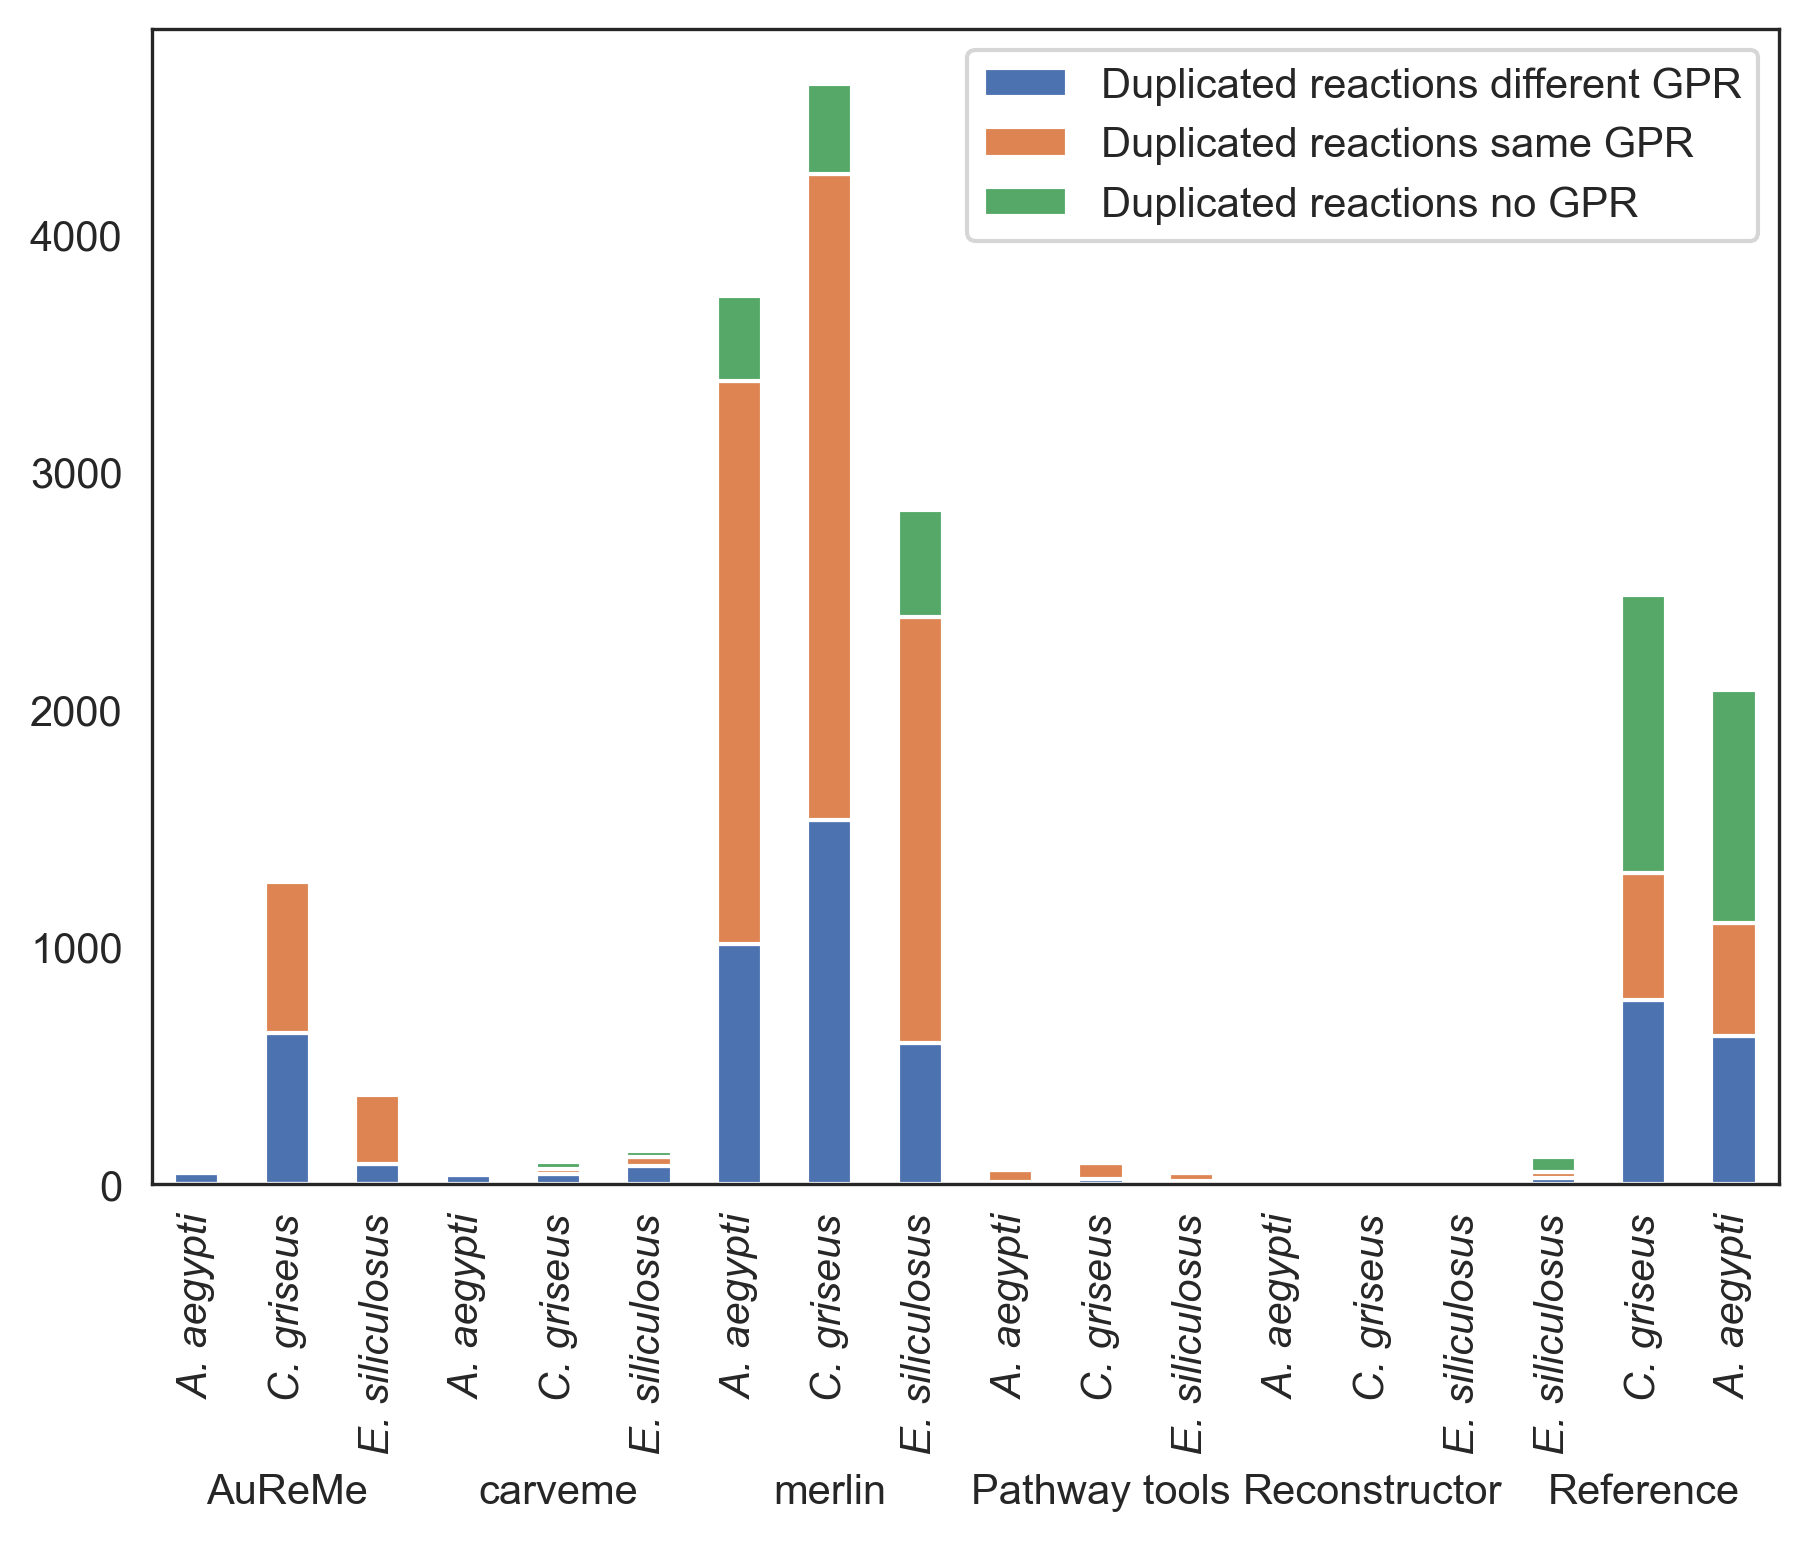 Duplicated reactions different GPR
Duplicated reactions same GPR
Duplicated reactions no GPR
4000
3000
2000
1000
0
A. aegypti
C. griseus
E. siliculosus
A. aegypti
C. griseus
E. siliculosus
A. aegypti
C. griseus
E. siliculosus
A. aegypti
C. griseus
E. siliculosus
A. aegypti
C. griseus
E. siliculosus
E. siliculosus
C. griseus
A. aegypti
AuReMe carveme merlin Pathway tools Reconstructor Reference